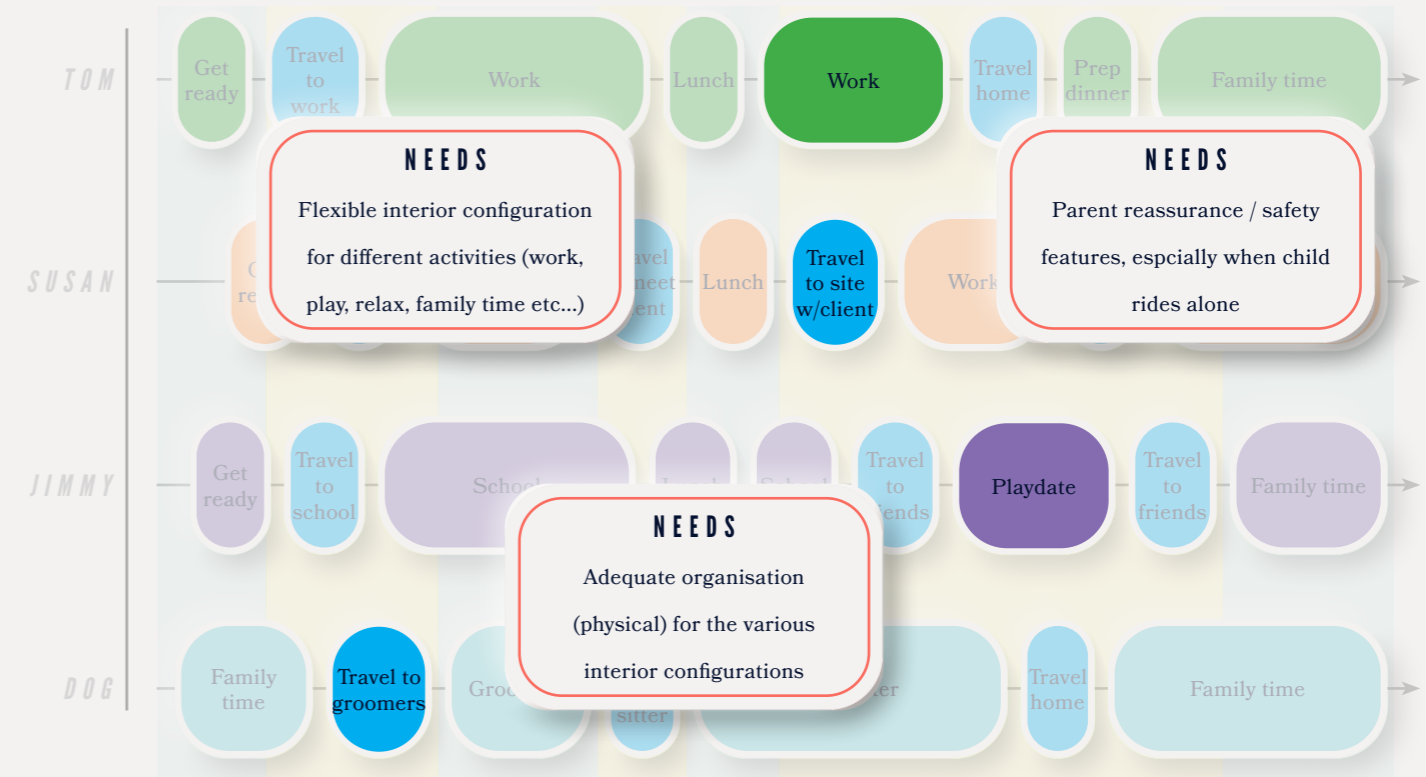 TOM
Get
ready
Travel
to
work
Work
Lunch
Work
Travel
home
Prep
dinner
Family time
NEEDS
Flexible interior configuration
for different activities (work,
play, relax, family time etc...)
NEEDS
Parent reassurance / safety
features, espcially when child
rides alone
SUSAN
Lunch
Travel
to site
w/client
Work
JIMMY
Get
ready
Travel
to
school
School
Lunch
School
Travel
to
friends
Playdate
Travel
to
friends
Family time
NEEDS
Adequate organisation
(physical) for the various
interior configurations
DOG
Family
time
Travel to
groomers
sitter
Travel
home
Family time